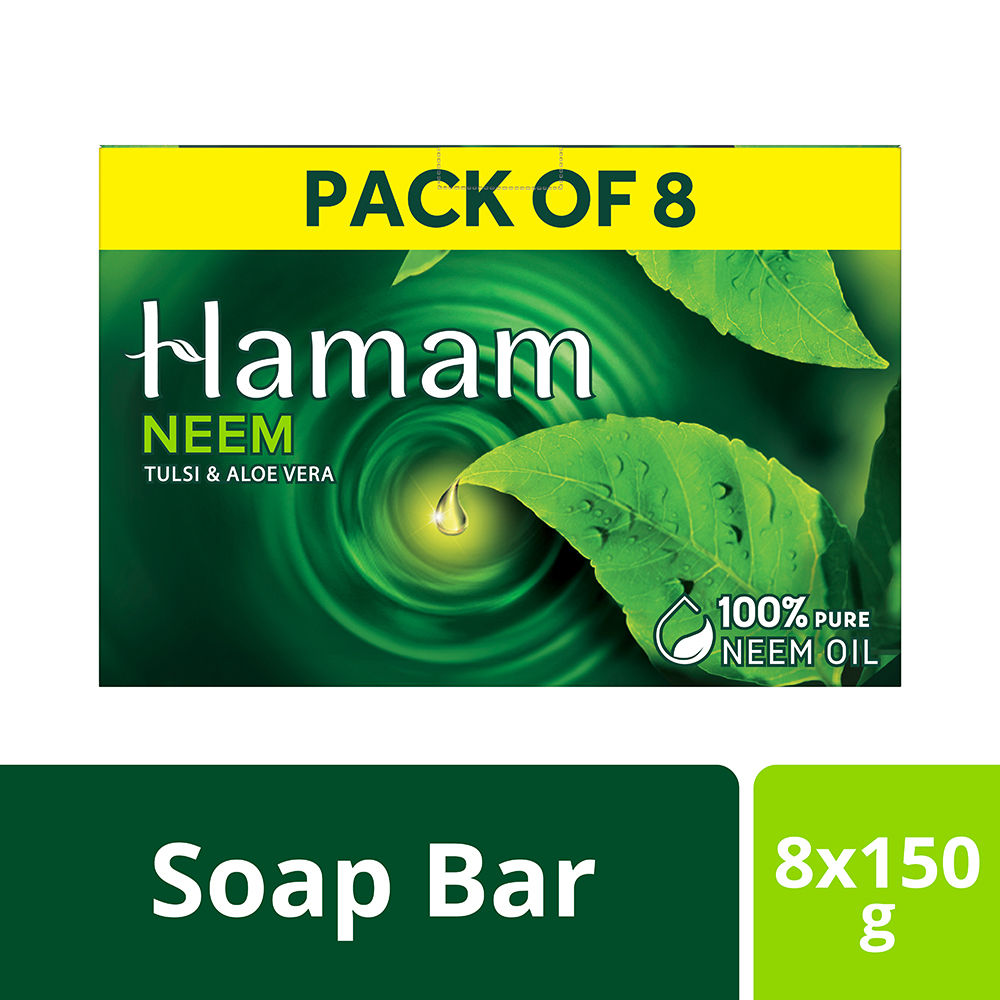 PACK OF 8
Hamam
NEEM
TULSI & ALOE VERA
100% PURE
NEEM OIL
Soap Bar
8x150
g